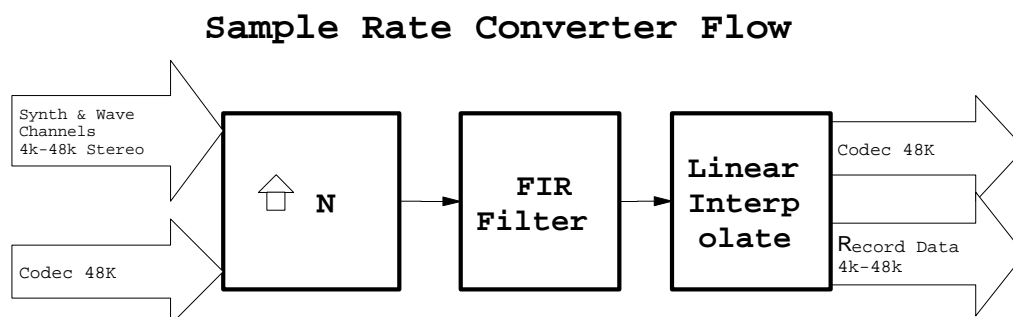 Sample Rate Converter Flow
Synth & Wave
Channels
4k-48k Stereo
Codec 48K
N
FIR
Filter
Linear
Interp
olate
Codec 48K
Record Data
4k-48k